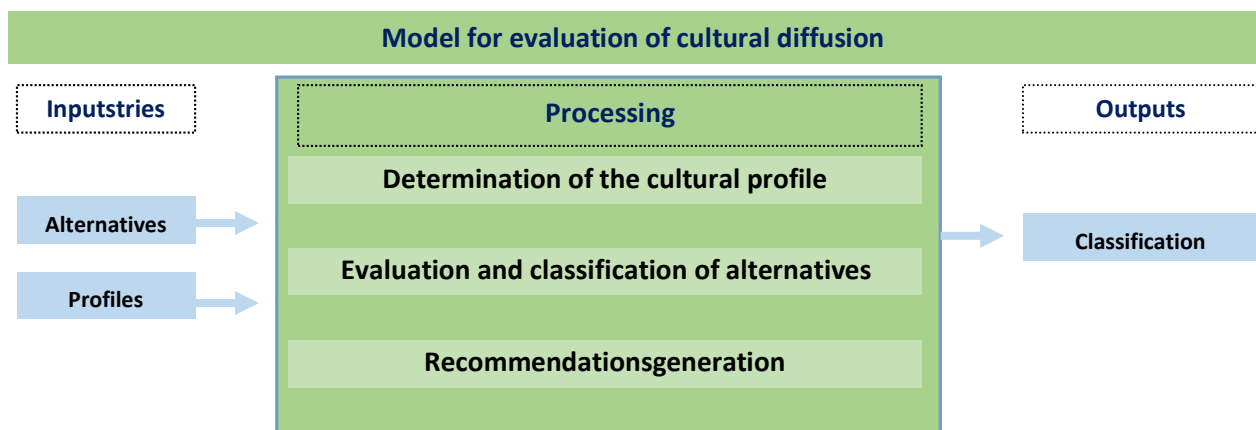 Model for evaluation of cultural diffusion
Inputstries
Processing
Outputs
Determination of the cultural profile
Alternatives
Classification
Evaluation and classification of alternatives
Profiles
Recommendationsgeneration